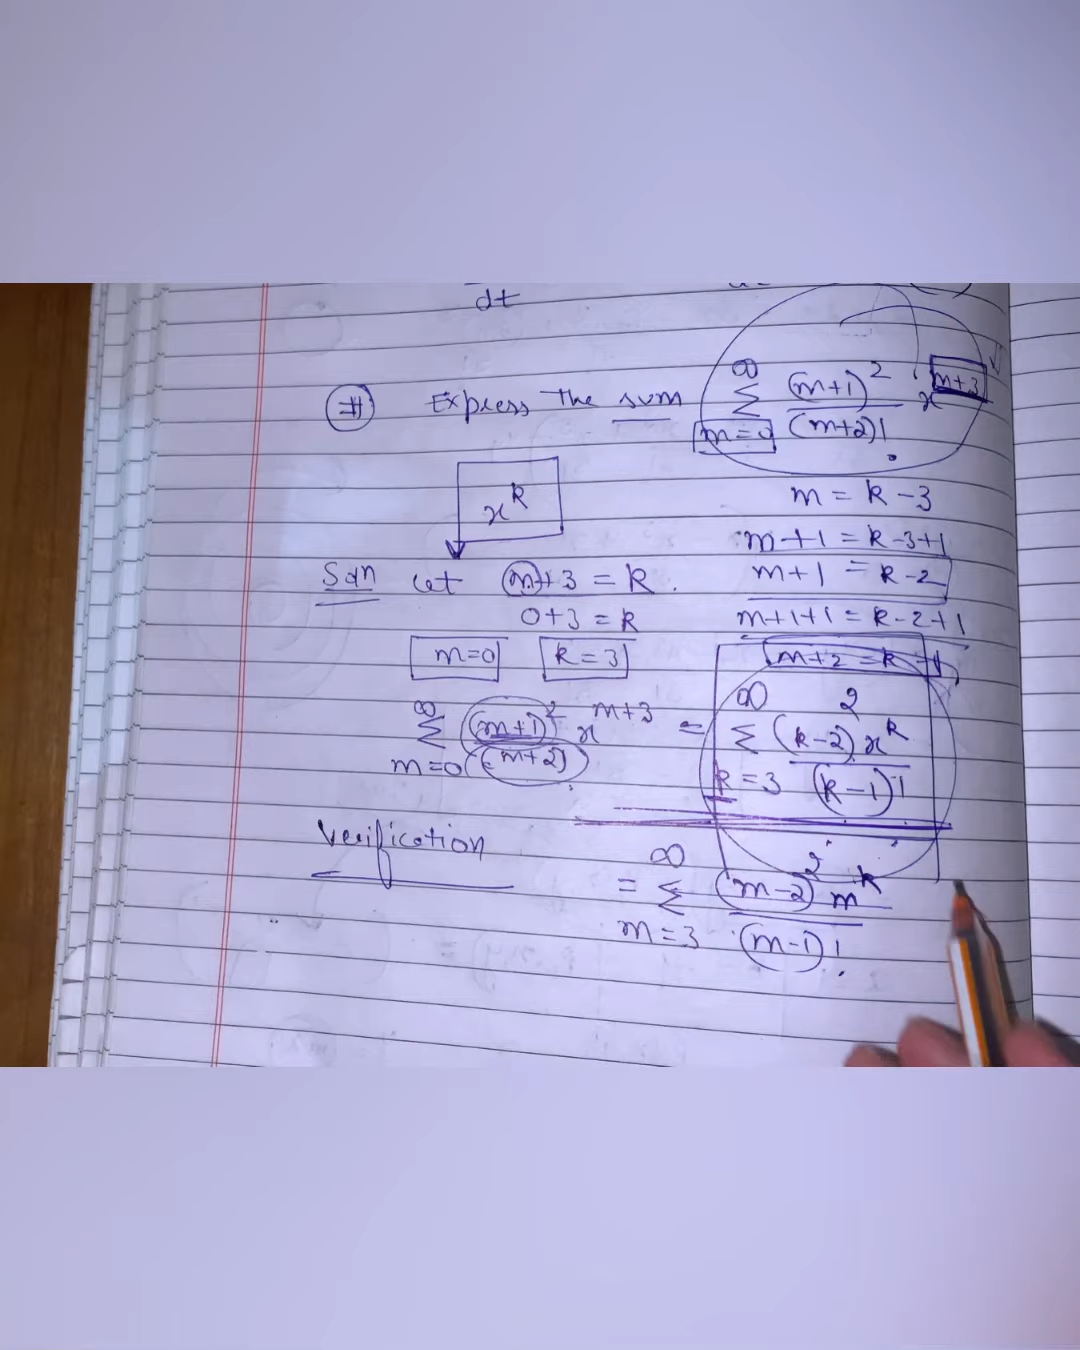 dt
# Express the sum ∞ Σ m=0 (m+1)² / (m+2)! x^m+3
x^k
m = k-3
m+1 = k-3+1
Soln Let m+3 = k.
m+1 = k-2
0+3 = k
m+1+1 = k-2+1
m=0 k=3
m+2 = k-1
∞ Σ m=0 (m+1)² / (m+2) x^m+3 = ∞ Σ k=3 (k-2)² x^k / (k-1)!
Verification
= ∞ Σ m=3 (m-2)² m^k / (m-1)!